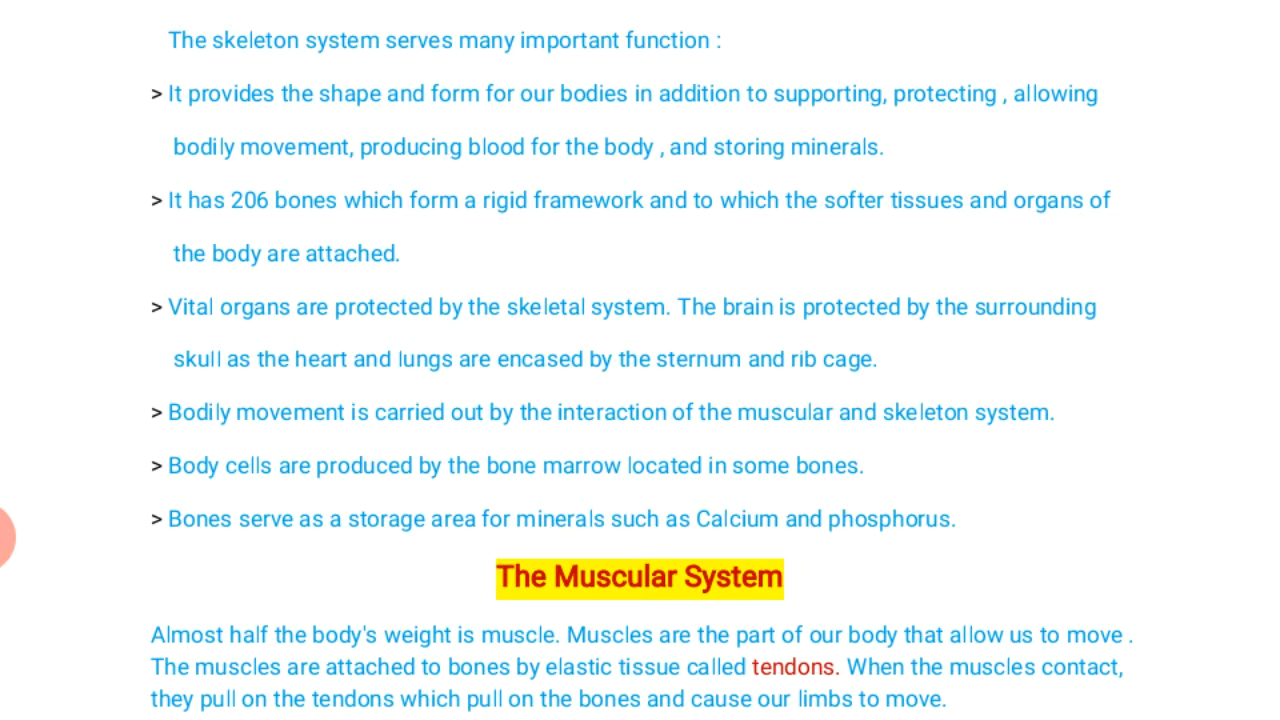 The skeleton system serves many important function :
> It provides the shape and form for our bodies in addition to supporting, protecting , allowing
bodily movement, producing blood for the body , and storing minerals.
> It has 206 bones which form a rigid framework and to which the softer tissues and organs of
the body are attached.
> Vital organs are protected by the skeletal system. The brain is protected by the surrounding
skull as the heart and lungs are encased by the sternum and rib cage.
> Bodily movement is carried out by the interaction of the muscular and skeleton system.
> Body cells are produced by the bone marrow located in some bones.
> Bones serve as a storage area for minerals such as Calcium and phosphorus.
The Muscular System
Almost half the body's weight is muscle. Muscles are the part of our body that allow us to move .
The muscles are attached to bones by elastic tissue called tendons. When the muscles contact,
they pull on the tendons which pull on the bones and cause our limbs to move.